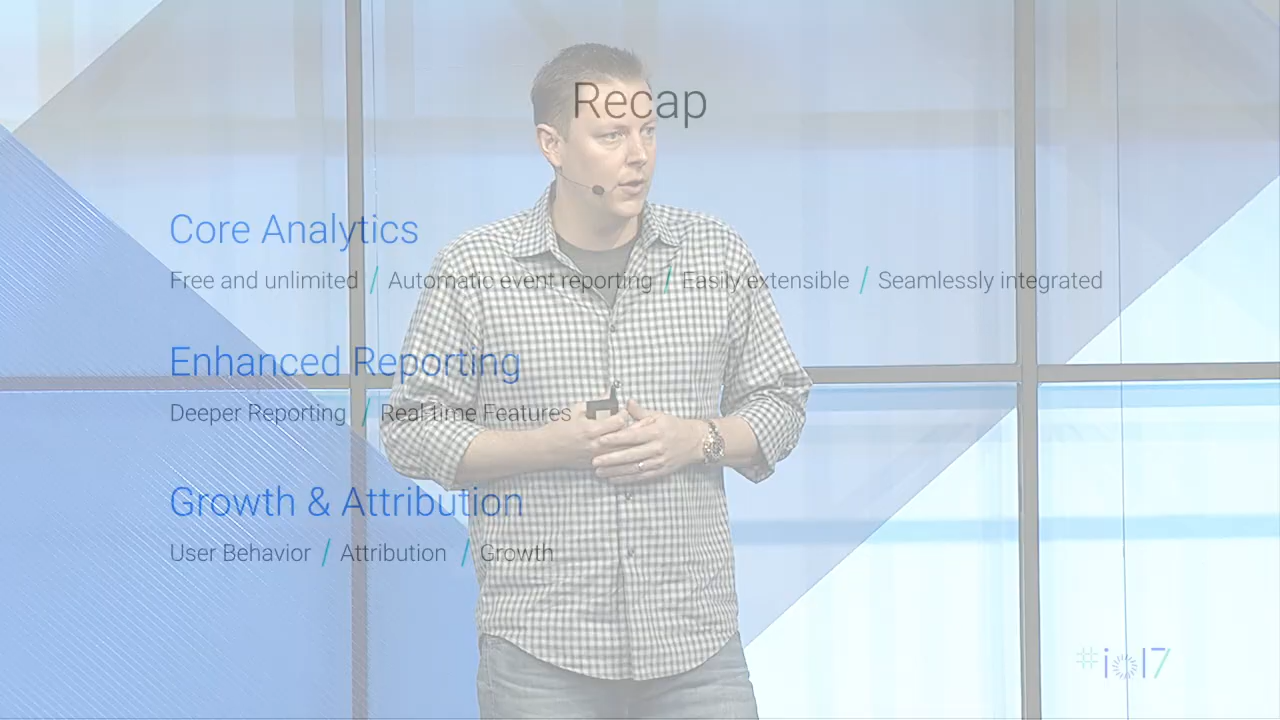 Recap
Core Analytics
Free and unlimited / Automatic event reporting / Easily extensible / Seamlessly integrated
Enhanced Reporting
Deeper Reporting / Real-time Features
Growth & Attribution
User Behavior / Attribution / Growth
#io17